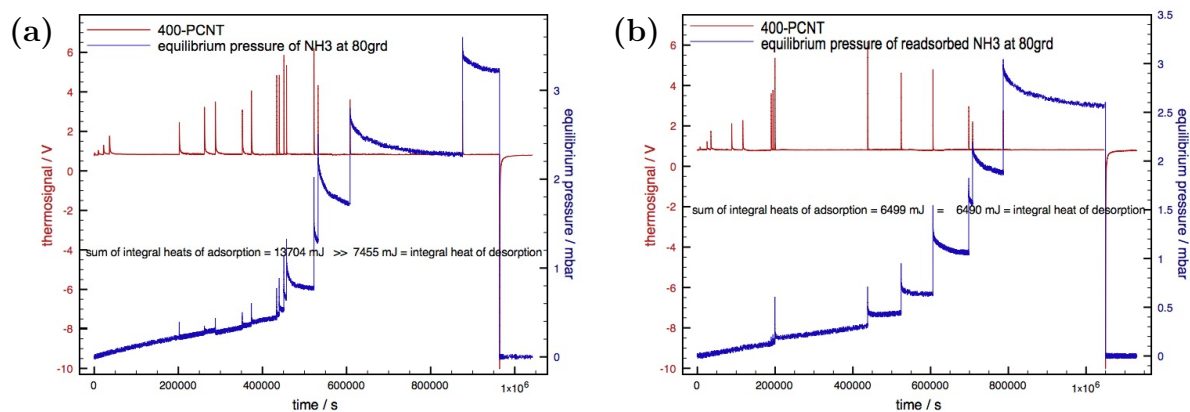 (a)
400-PCNT
equilibrium pressure of NH3 at 80grd
thermosignal / V
6
4
2
0
-2
-4
-6
-8
-10
equilibrium pressure / mbar
3
2
1
0
sum of integral heats of adsorption = 13704 mJ >> 7455 mJ = integral heat of desorption
0 200000 400000 600000 800000 1×10⁶
time / s
(b)
400-PCNT
equilibrium pressure of readsorbed NH3 at 80grd
thermosignal / V
6
4
2
0
-2
-4
-6
-8
-10
equilibrium pressure / mbar
3.5
3
2.5
2
1.5
1
0.5
0
sum of integral heats of adsorption = 6499 mJ = 6490 mJ = integral heat of desorption
0 200000 400000 600000 800000 1×10⁶
time / s